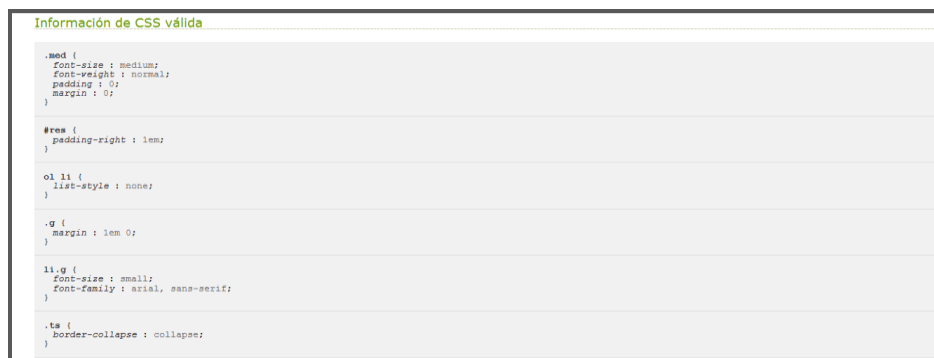 Información de CSS válida
.med {
font-size : medium;
font-weight : normal;
padding : 0;
margin : 0;
}
#res {
padding-right : 1em;
}
ol li {
list-style : none;
}
.g {
margin : 1em 0;
}
li.g {
font-size : small;
font-family : arial, sans-serif;
}
.ts {
border-collapse : collapse;
}